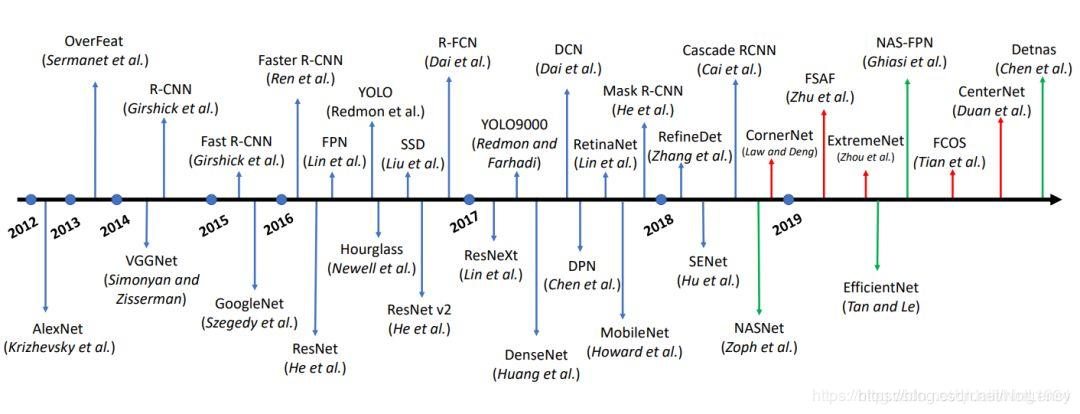 OverFeat
(Sermanet et al.)
R-CNN
(Girshick et al.)
Fast R-CNN
(Girshick et al.)
Faster R-CNN
(Ren et al.)
FPN
(Lin et al.)
YOLO
(Redmon et al.)
SSD
(Liu et al.)
R-FCN
(Dai et al.)
YOLO9000
(Redmon and
Farhadi)
DCN
(Dai et al.)
RetinaNet
(Lin et al.)
Mask R-CNN
(He et al.)
RefineDet
(Zhang et al.)
Cascade RCNN
(Cai et al.)
CornerNet
(Law and Deng)
FSAF
(Zhu et al.)
ExtremeNet
(Zhou et al.)
NAS-FPN
(Ghiasi et al.)
FCOS
(Tian et al.)
CenterNet
(Duan et al.)
Detnas
(Chen et al.)
2012
2013
2014
2015
2016
2017
2018
2019
AlexNet
(Krizhevsky et al.)
VGGNet
(Simonyan and
Zisserman)
GoogleNet
(Szegedy et al.)
ResNet
(He et al.)
Hourglass
(Newell et al.)
ResNet v2
(He et al.)
ResNeXt
(Lin et al.)
DenseNet
(Huang et al.)
DPN
(Chen et al.)
MobileNet
(Howard et al.)
SENet
(Hu et al.)
NASNet
(Zoph et al.)
EfficientNet
(Tan and Le)